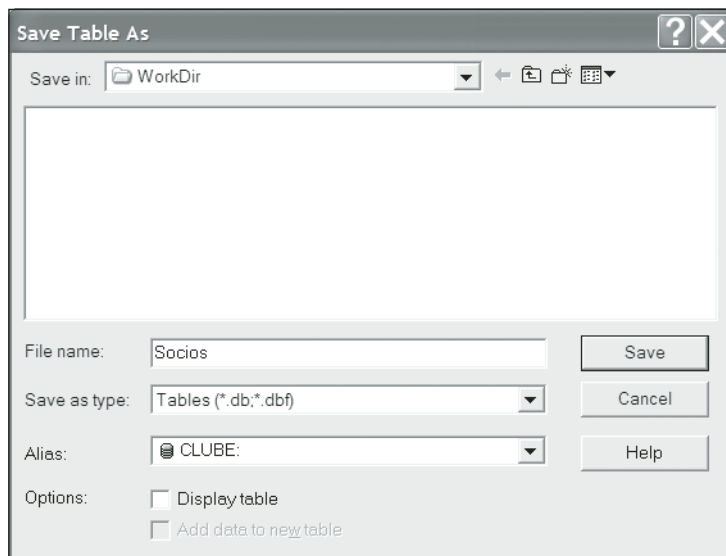 Save Table As
Save in: WorkDir
File name: Socios Save
Save as type: Tables (*.db;*.dbf) Cancel
Alias: CLUBE: Help
Options: Display table
Add data to new table